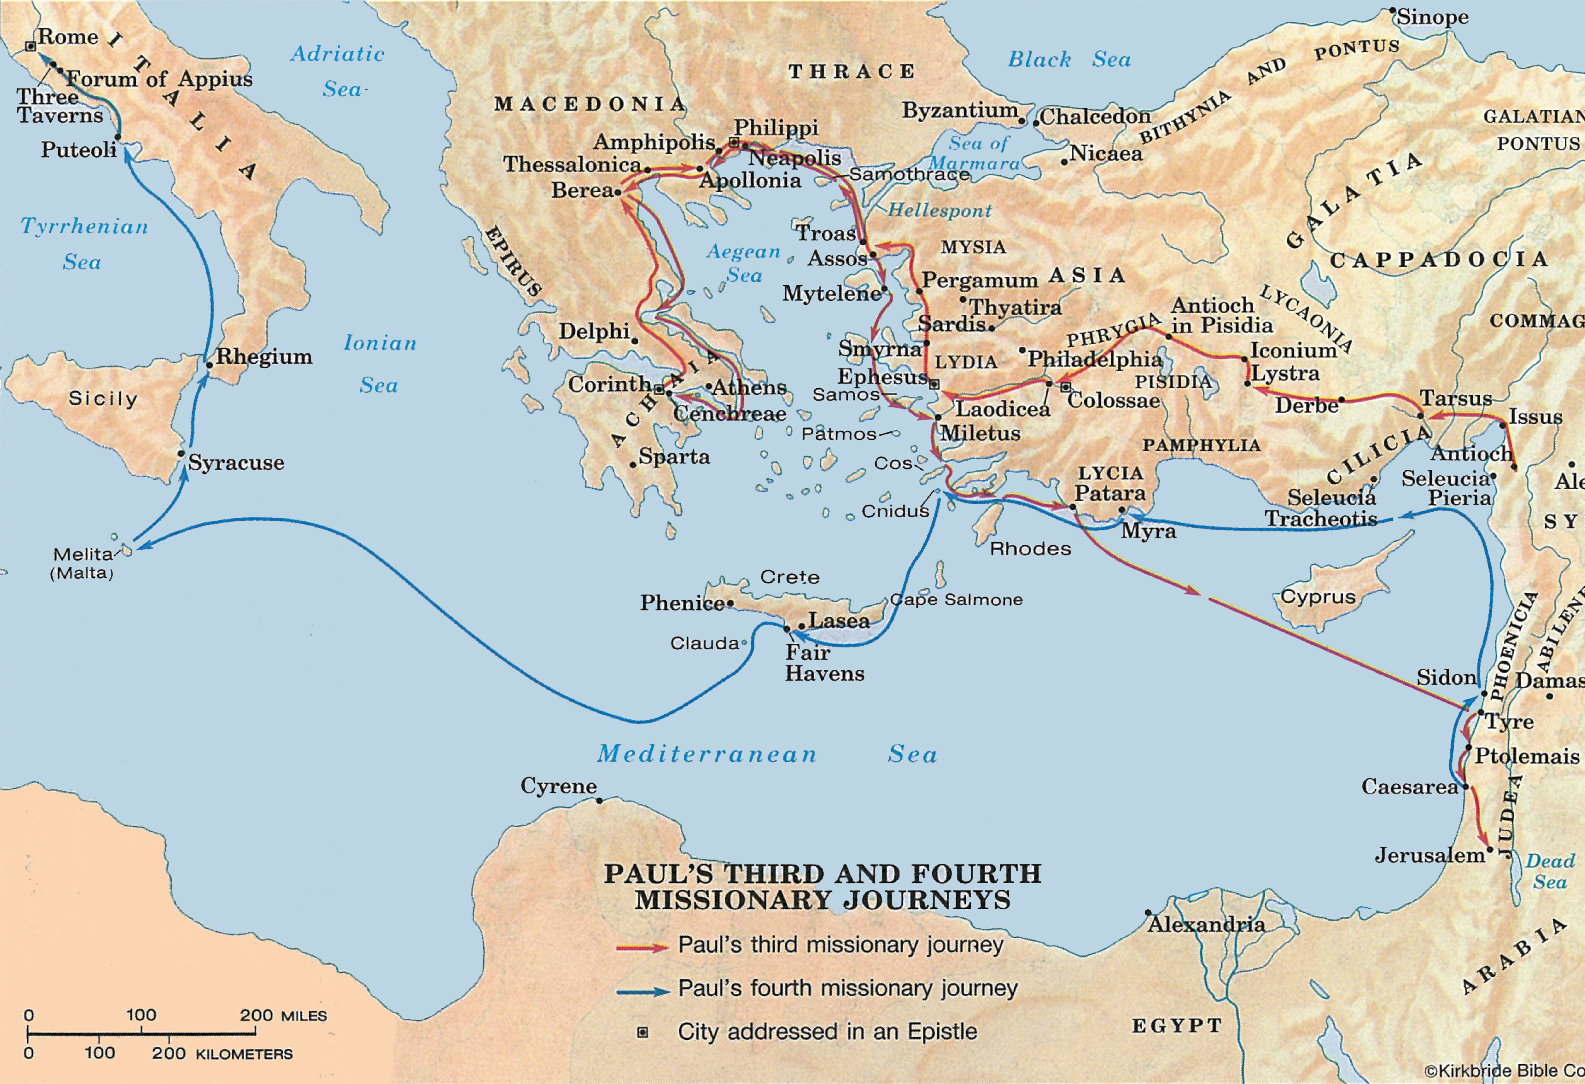 Sinope
Rome
ITALIA
Adriatic
Sea
Black Sea
BITHYNIA AND PONTUS
THRACE
Forum of Appius
Three
Taverns
MACEDONIA
Byzantium
Chalcedon
GALATIAN
PONTUS
Puteoli
Amphipolis
Philippi
Neapolis
Sea of
Marmara
Nicaea
Thessalonica
Apollonia
Samothrace
Berea
GALATIA
Hellespont
Tyrrhenian
Sea
EPIRUS
Aegean
Sea
Troas
Assos
MYSIA
CAPPADOCIA
Mytelene
Pergamum
ASIA
Thyatira
Antioch
in Pisidia
LYCAONIA
COMMAG
Delphi
Sardis
PHRYGIA
Ionian
Sea
Rhegium
Smyrna
LYDIA
Philadelphia
Iconium
Lystra
Sicily
Corinth
ACHAIA
Athens
Cenchreae
Ephesus
Samos
PISIDIA
Laodicea
Colossae
Derbe
Tarsus
Issus
Patmos
Miletus
PAMPHYLIA
CILICIA
Antioch
Syracuse
Sparta
Cos
LYCIA
Patara
Seleucia
Tracheotis
Seleucia
Pieria
Ale
SY
Cnidus
Myra
Melita
(Malta)
Rhodes
Crete
Phenice
Cape Salmone
Cyprus
Lasea
Clauda
Fair
Havens
PHOENICIA
ABILENE
Sidon
Damas
Tyre
Mediterranean Sea
Ptolemais
Cyrene
Caesarea
JUDEA
Jerusalem
Dead
Sea
PAUL'S THIRD AND FOURTH
MISSIONARY JOURNEYS
Alexandria
ARABIA
Paul's third missionary journey
Paul's fourth missionary journey
City addressed in an Epistle
EGYPT
0 100 200 MILES
0 100 200 KILOMETERS
©Kirkbride Bible Co